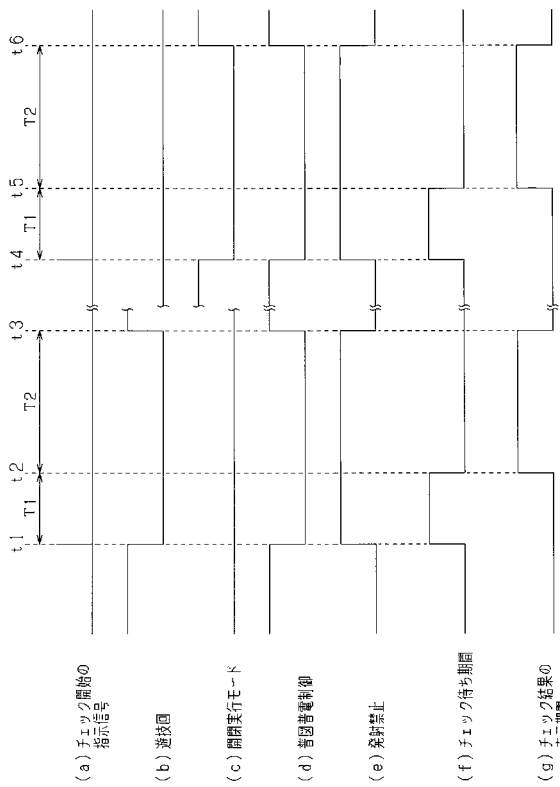 t1 t2 t3 t4 t5 t6
T1 T2 T1 T2
(a) チェック開始の
指示信号
(b) 遊技回
(c) 開閉実行モード
(d) 普図普電制御
(e) 発射禁止
(f) チェック待ち期間
(g) チェック結果の